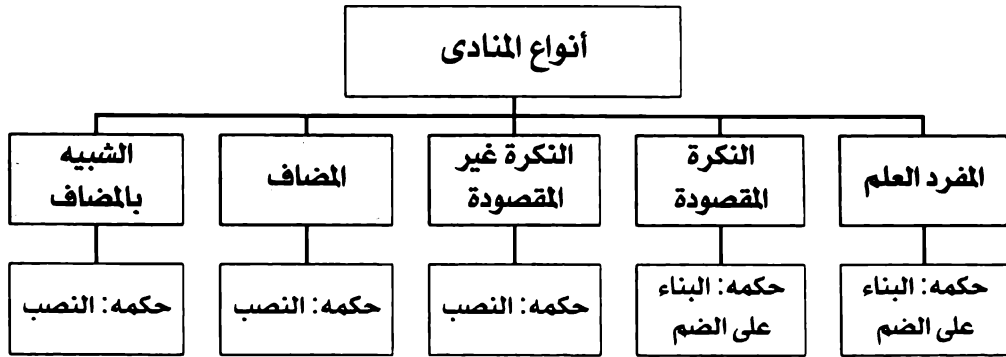 أنواع المنادى
المفرد العلم
النكرة
المقصودة
النكرة غير
المقصودة
المضاف
الشبيه
بالمضاف
حكمه: البناء
على الضم
حكمه: البناء
على الضم
حكمه: النصب
حكمه: النصب
حكمه: النصب